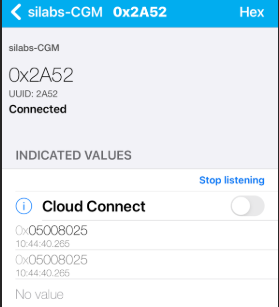 silabs-CGM 0x2A52 Hex
silabs-CGM
0x2A52
UUID: 2A52
Connected
INDICATED VALUES
Stop listening
Cloud Connect
0x05008025
10:44:40.265
0x05008025
10:44:40.265
No value